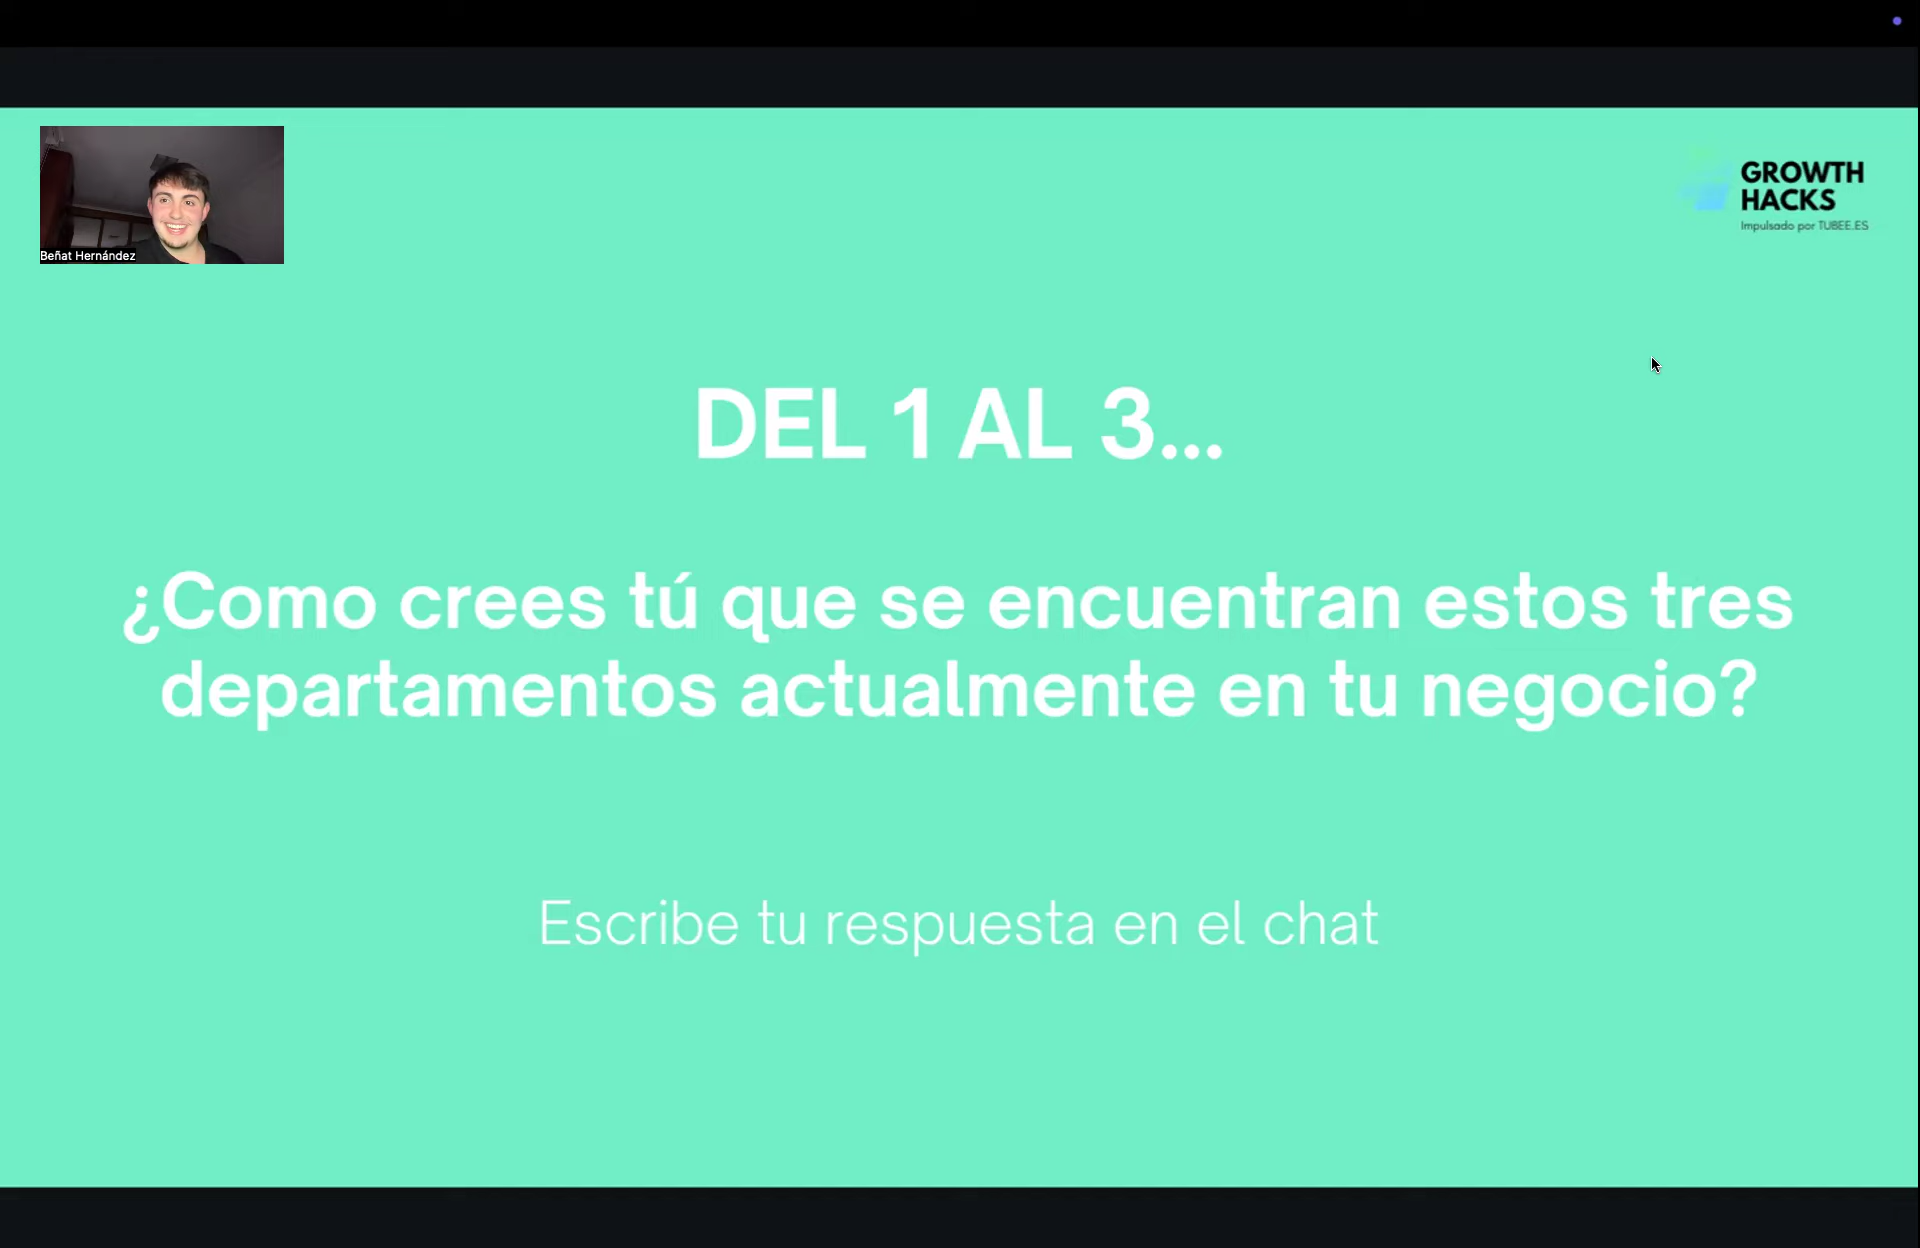 Beñat Hernández
GROWTH
HACKS
Impulsado por TUBEE.ES
DEL 1 AL 3...
¿Como crees tú que se encuentran estos tres
departamentos actualmente en tu negocio?
Escribe tu respuesta en el chat